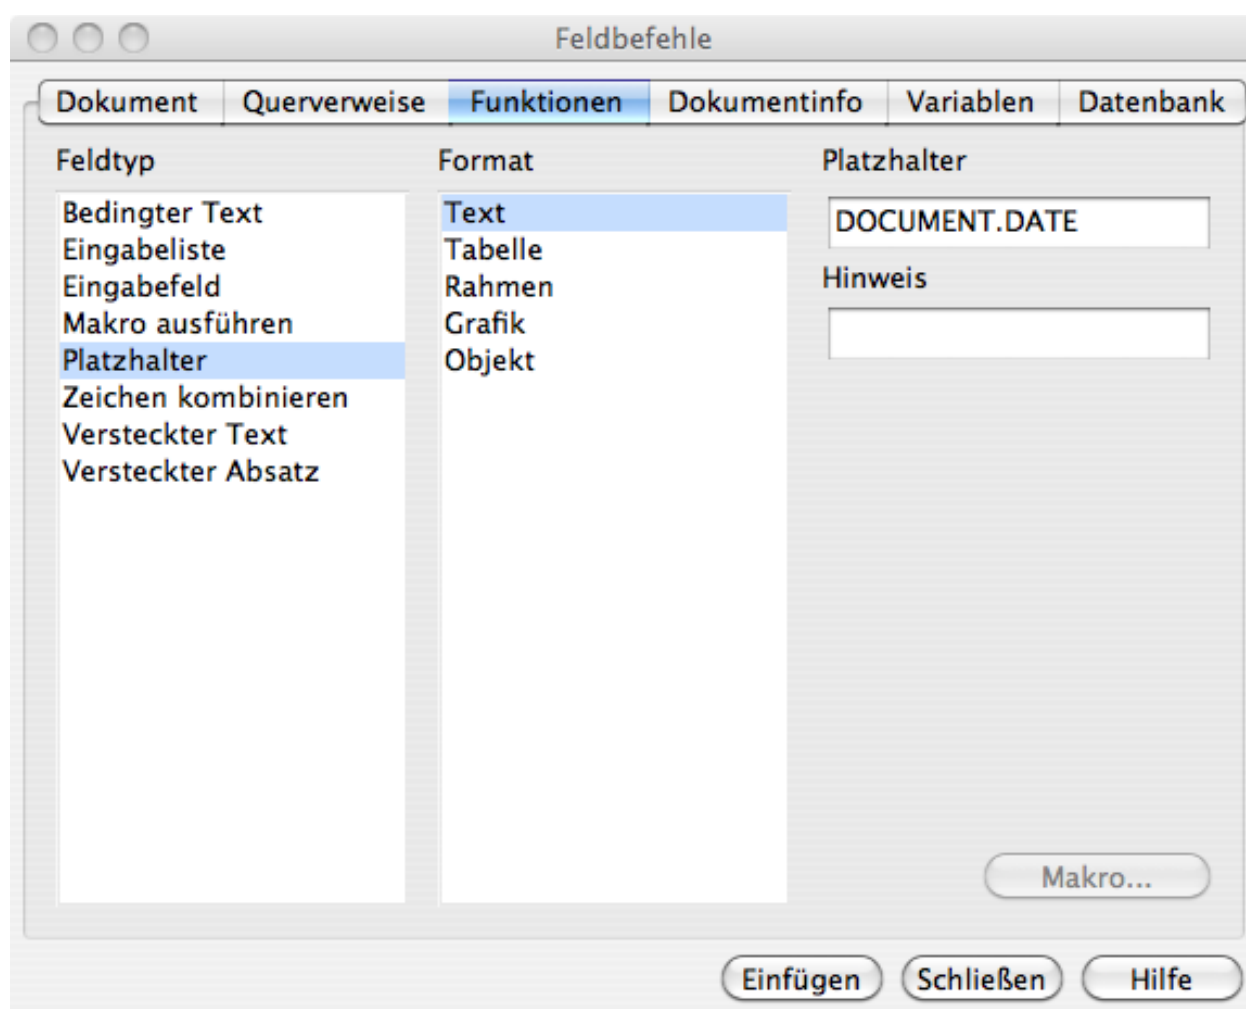 Feldbefehle
Dokument Querverweise Funktionen Dokumentinfo Variablen Datenbank
Feldtyp
Bedingter Text
Eingabeliste
Eingabefeld
Makro ausführen
Platzhalter
Zeichen kombinieren
Versteckter Text
Versteckter Absatz
Format
Text
Tabelle
Rahmen
Grafik
Objekt
Platzhalter
DOCUMENT.DATE
Hinweis
Makro...
Einfügen Schließen Hilfe